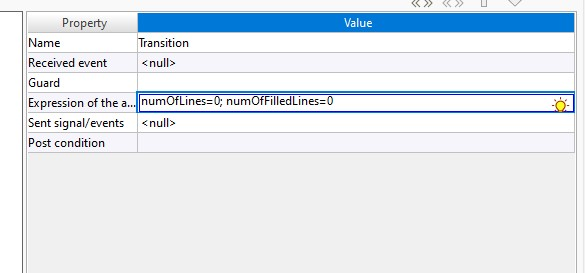 Property Value
Name Transition
Received event <null>
Guard
Expression of the a... numOfLines=0; numOfFilledLines=0
Sent signal/events <null>
Post condition